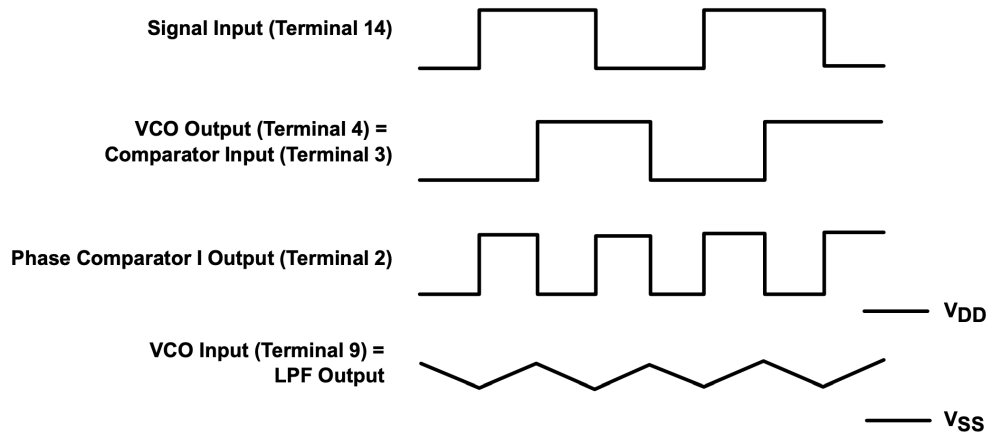 Signal Input (Terminal 14)
VCO Output (Terminal 4) =
Comparator Input (Terminal 3)
Phase Comparator I Output (Terminal 2)
VDD
VCO Input (Terminal 9) =
LPF Output
VSS